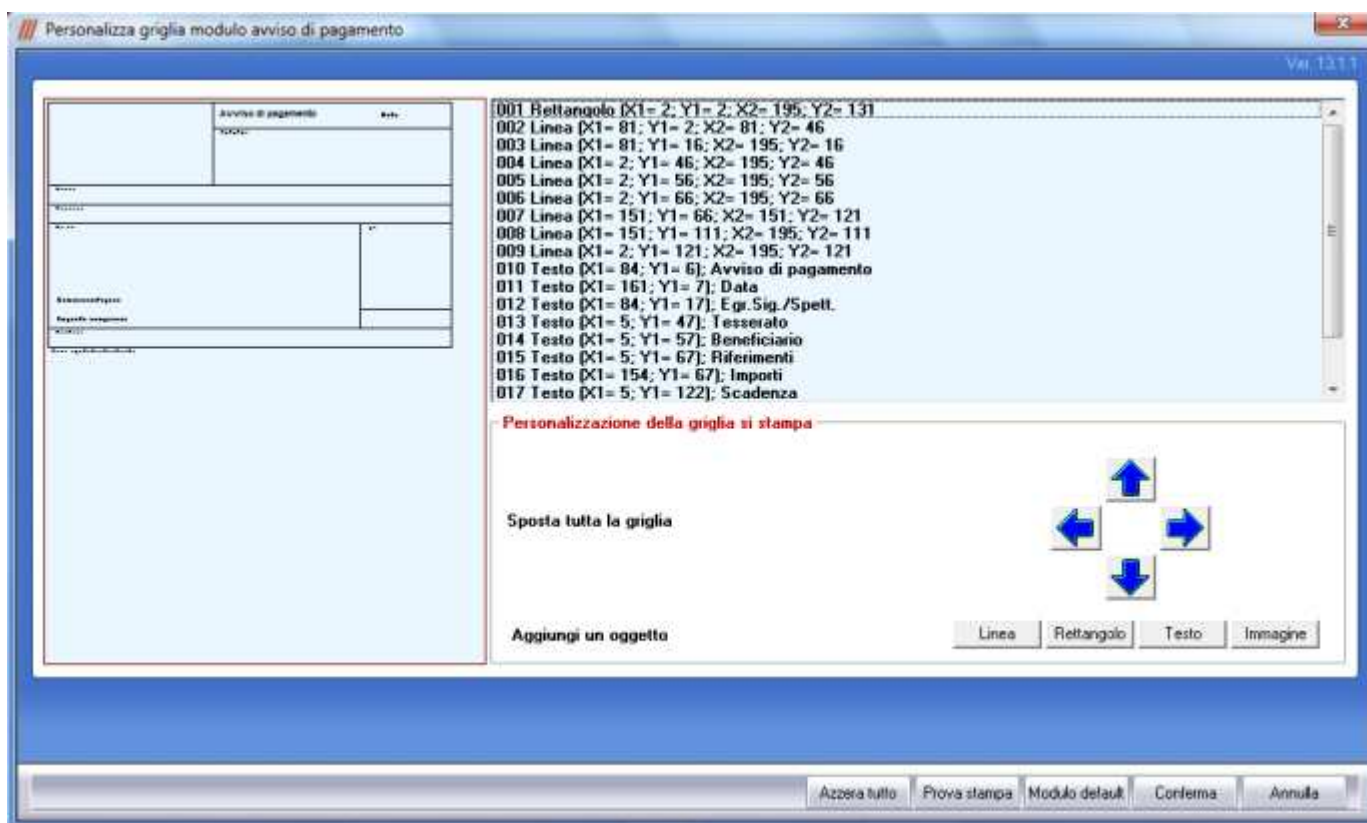 Personalizza griglia modulo avviso di pagamento
Ver. 13.1.1
Avviso di pagamento
Data
001 Rettangolo (X1= 2; Y1= 2; X2= 195; Y2= 131
002 Linea (X1= 81; Y1= 2; X2= 81; Y2= 46
003 Linea (X1= 81; Y1= 16; X2= 195; Y2= 16
004 Linea (X1= 2; Y1= 46; X2= 195; Y2= 46
005 Linea (X1= 2; Y1= 56; X2= 195; Y2= 56
006 Linea (X1= 2; Y1= 66; X2= 195; Y2= 66
007 Linea (X1= 151; Y1= 66; X2= 151; Y2= 121
008 Linea (X1= 151; Y1= 111; X2= 195; Y2= 111
009 Linea (X1= 2; Y1= 121; X2= 195; Y2= 121
010 Testo (X1= 84; Y1= 6); Avviso di pagamento
011 Testo (X1= 161; Y1= 7); Data
012 Testo (X1= 84; Y1= 17); Egr.Sig./Spett.
013 Testo (X1= 5; Y1= 47); Tesserato
014 Testo (X1= 5; Y1= 57); Beneficiario
015 Testo (X1= 5; Y1= 67); Riferimenti
016 Testo (X1= 154; Y1= 67); Importi
017 Testo (X1= 5; Y1= 122); Scadenza
Personalizzazione della griglia si stampa
Sposta tutta la griglia
Aggiungi un oggetto
Linea
Rettangolo
Testo
Immagine
Azzera tutto
Prova stampa
Modulo default
Conferma
Annulla